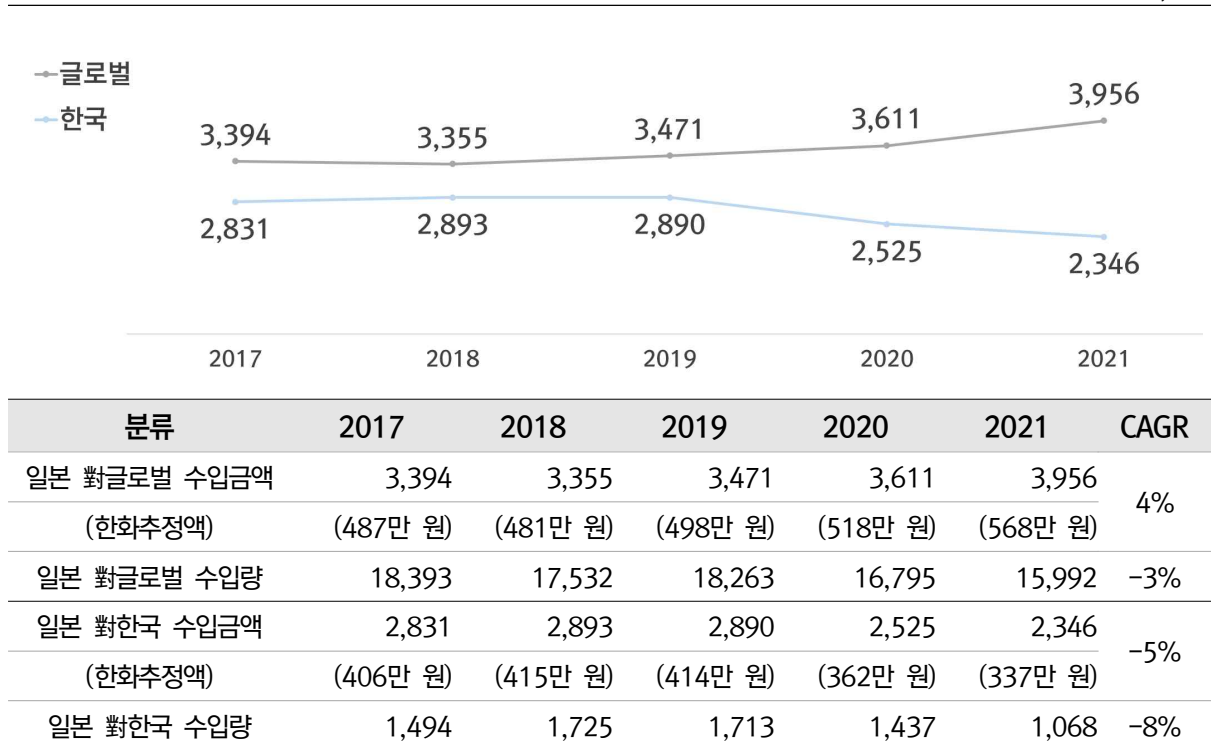 글로벌
한국
3,394 3,355 3,471 3,611 3,956
2,831 2,893 2,890 2,525 2,346
2017 2018 2019 2020 2021
분류 2017 2018 2019 2020 2021 CAGR
일본 對글로벌 수입금액 3,394 3,355 3,471 3,611 3,956 4%
(한화추정액) (487만 원) (481만 원) (498만 원) (518만 원) (568만 원)
일본 對글로벌 수입량 18,393 17,532 18,263 16,795 15,992 -3%
일본 對한국 수입금액 2,831 2,893 2,890 2,525 2,346 -5%
(한화추정액) (406만 원) (415만 원) (414만 원) (362만 원) (337만 원)
일본 對한국 수입량 1,494 1,725 1,713 1,437 1,068 -8%